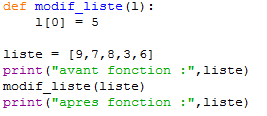 def modif_liste(l):
    l[0] = 5

liste = [9,7,8,3,6]
print("avant fonction :",liste)
modif_liste(liste)
print("apres fonction :",liste)